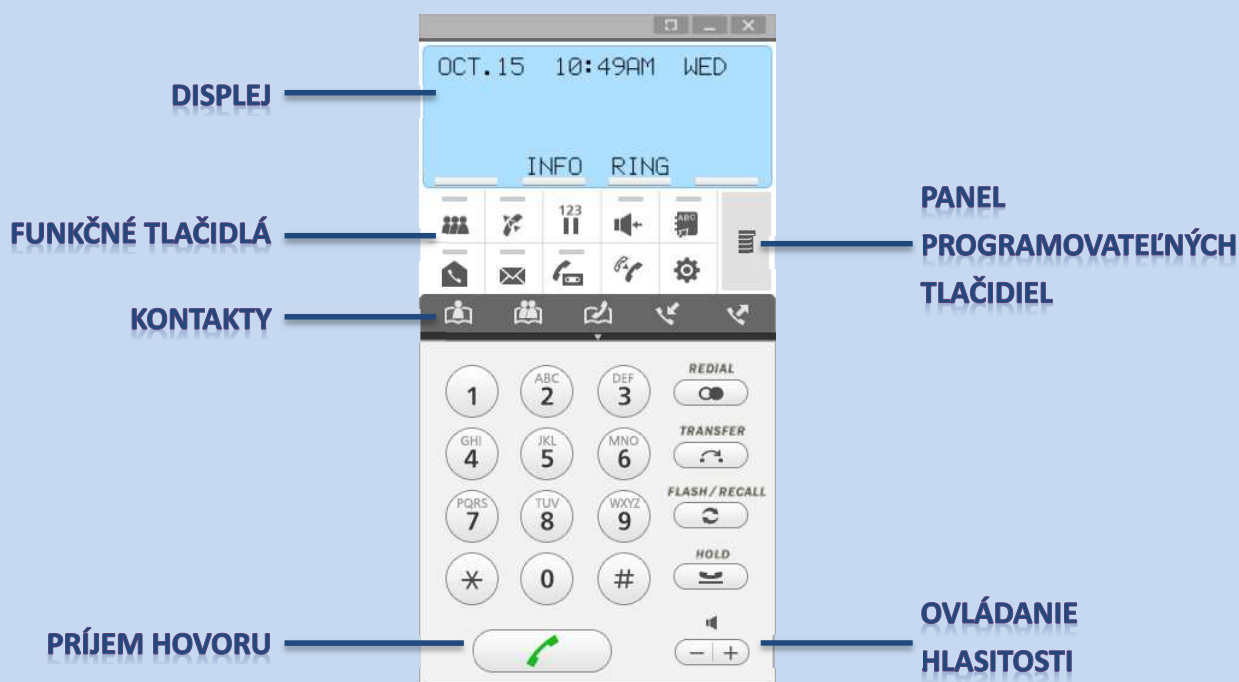 OCT.15 10:49AM WED
DISPLEJ
INFO RING
PANEL
PROGRAMOVATEĽNÝCH
TLAČIDIEL
FUNKČNÉ TLAČIDLÁ
123
ABC
KONTAKTY
REDIAL
1
ABC
2
DEF
3
TRANSFER
GHI
4
JKL
5
MNO
6
FLASH/RECALL
PQRS
7
TUV
8
WXYZ
9
HOLD
*
0
#
OVLÁDANIE
HLASITOSTI
PRÍJEM HOVORU
− +